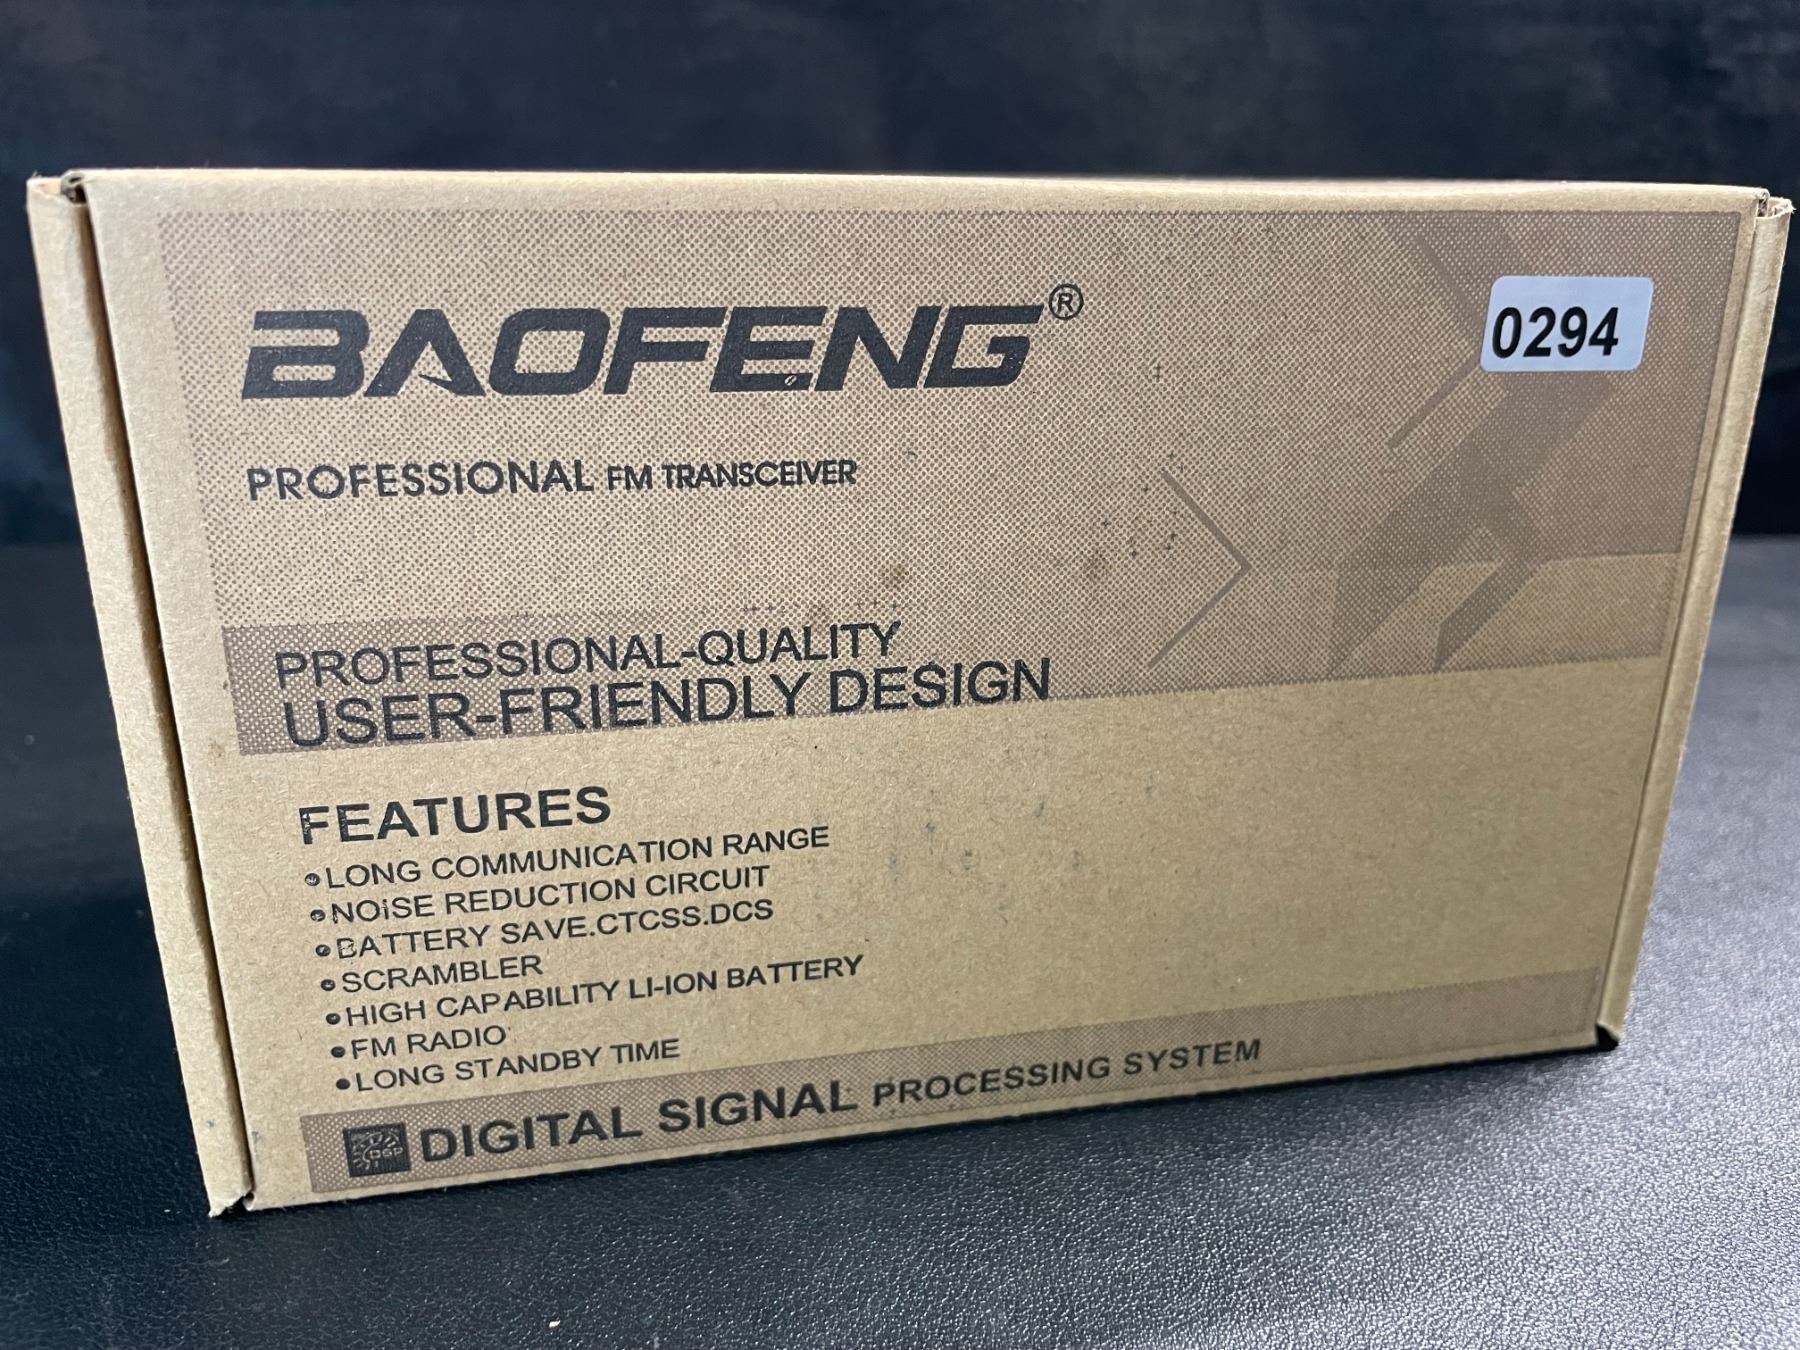 BAOFENG®
0294
PROFESSIONAL FM TRANSCEIVER
PROFESSIONAL-QUALITY
USER-FRIENDLY DESIGN
FEATURES
•LONG COMMUNICATION RANGE
•NOISE REDUCTION CIRCUIT
•BATTERY SAVE.CTCSS.DCS
•SCRAMBLER
•HIGH CAPABILITY LI-ION BATTERY
•FM RADIO
•LONG STANDBY TIME
DSP DIGITAL SIGNAL PROCESSING SYSTEM